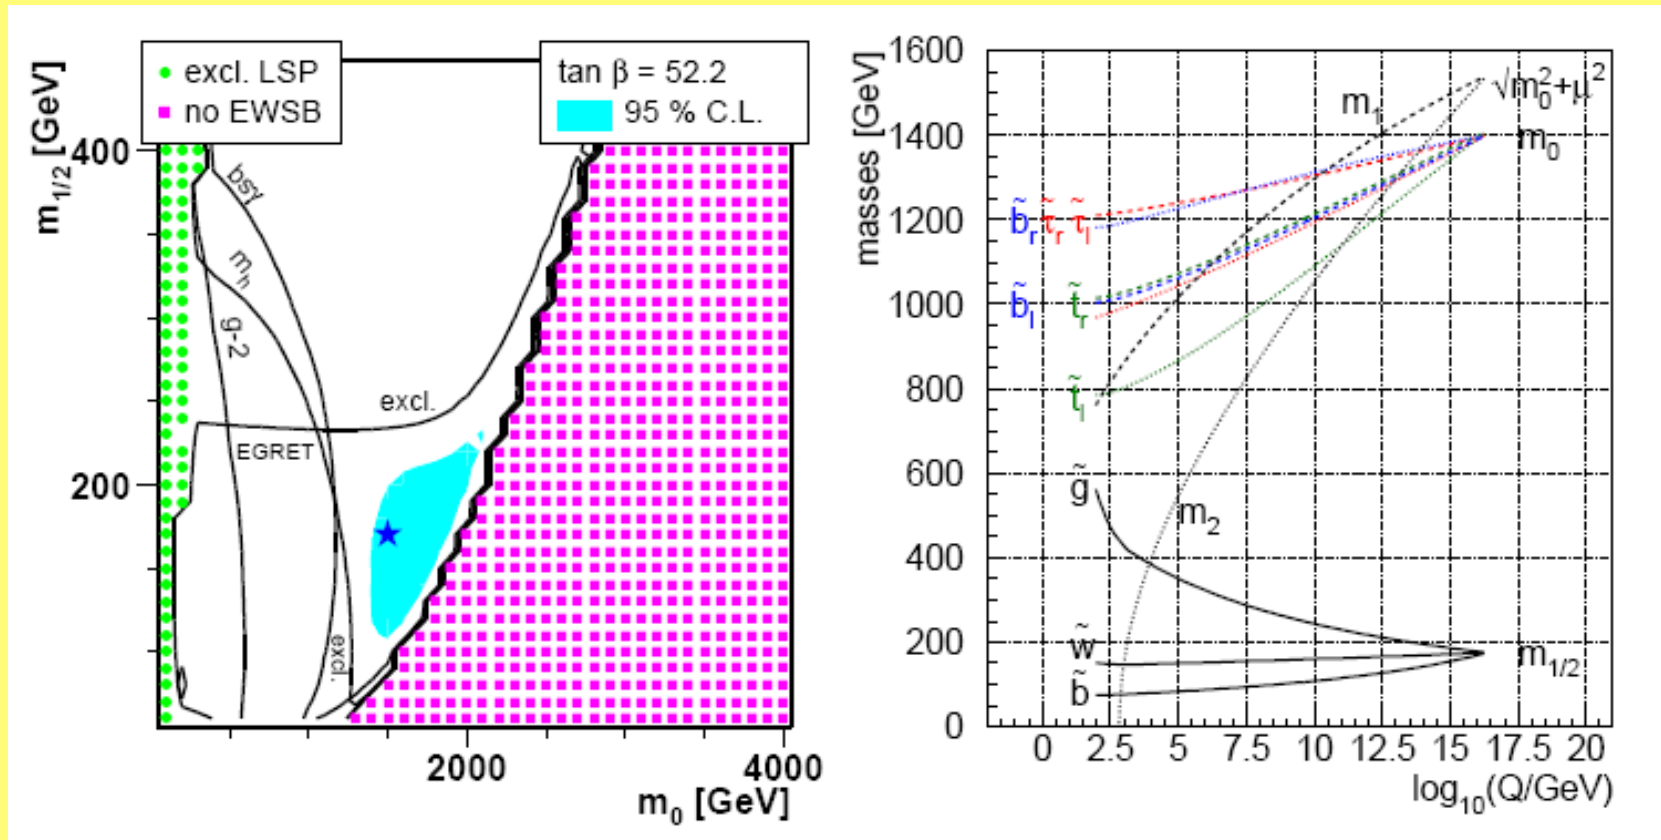 excl. LSP
no EWSB
tan β = 52.2
95 % C.L.
m1/2 [GeV]
400
200
bsγ
mh
g-2
excl.
EGRET
excl.
2000
4000
m0 [GeV]
masses [GeV]
1600
1400
1200
1000
800
600
400
200
0
m1
√m0²+μ²
m0
b̃r τ̃r τ̃l
b̃l t̃r
t̃l
g̃
m2
w̃
b̃
m1/2
0 2.5 5 7.5 10 12.5 15 17.5 20
log10(Q/GeV)